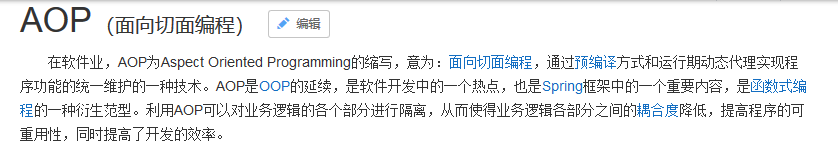 AOP（面向切面编程） 编辑
在软件业，AOP为Aspect Oriented Programming的缩写，意为：面向切面编程，通过预编译方式和运行期动态代理实现程
序功能的统一维护的一种技术。AOP是OOP的延续，是软件开发中的一个热点，也是Spring框架中的一个重要内容，是函数式编
程的一种衍生范型。利用AOP可以对业务逻辑的各个部分进行隔离，从而使得业务逻辑各部分之间的耦合度降低，提高程序的可
重用性，同时提高了开发的效率。